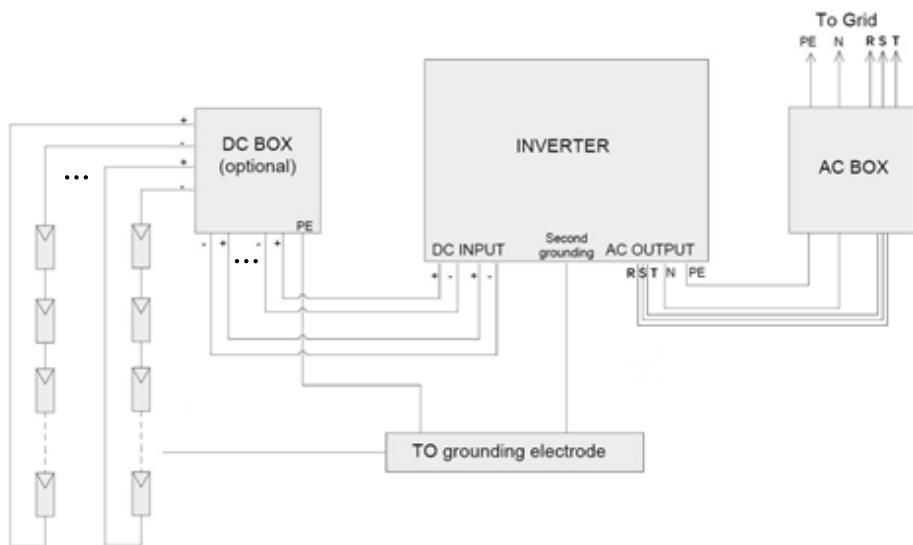 To Grid
PE N R S T
+
-
+
-
...
DC BOX
(optional)
PE
INVERTER
AC BOX
- + - +
...
DC INPUT
+ - + -
Second
grounding
AC OUTPUT
R S T N PE
TO grounding electrode